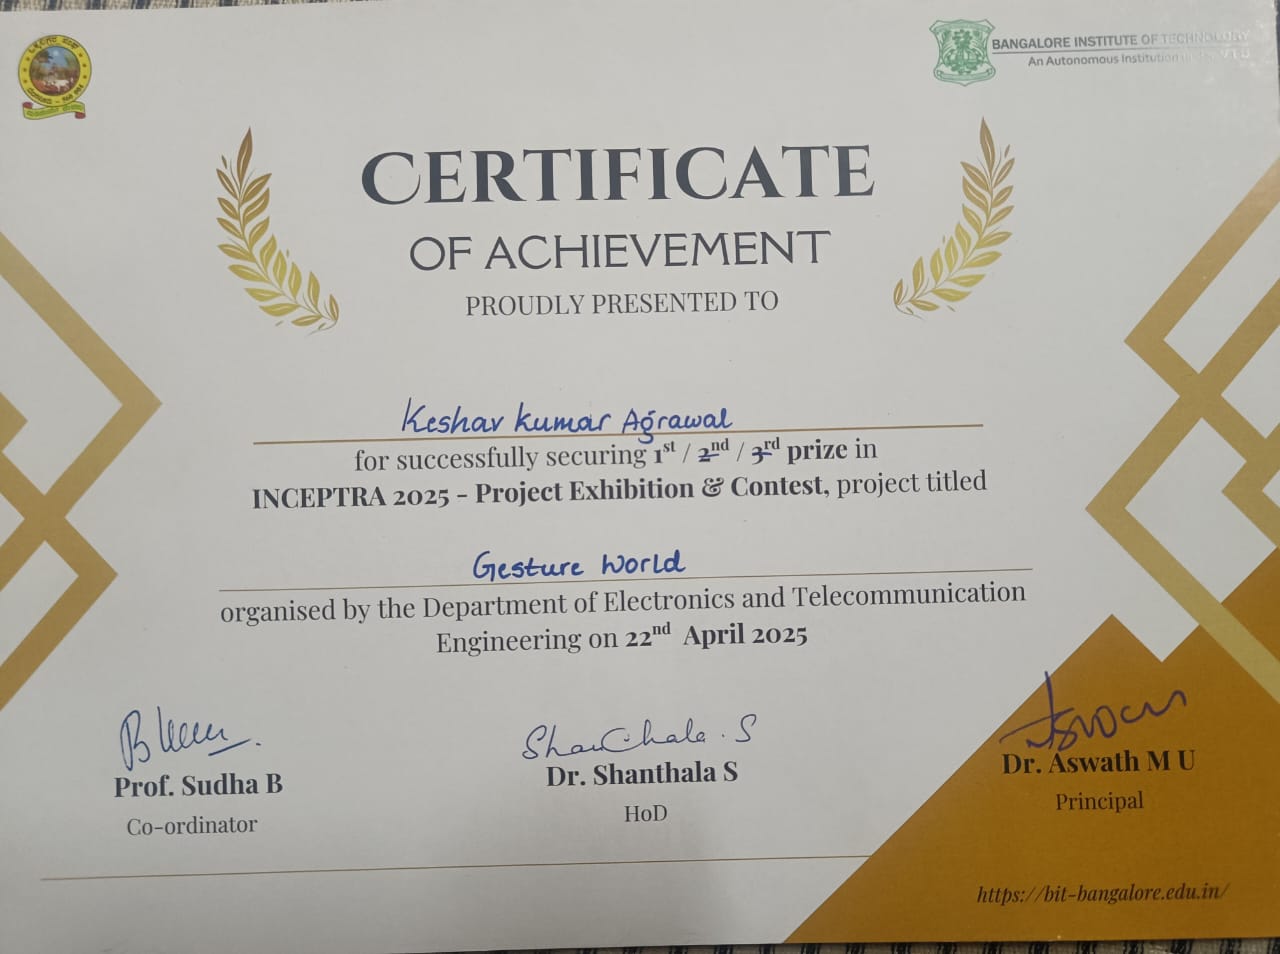 BANGALORE INSTITUTE OF TECHNOLOGY
An Autonomous Institution under VTU
CERTIFICATE
OF ACHIEVEMENT
PROUDLY PRESENTED TO
Keshav Kumar Agrawal
for successfully securing 1st / 2nd / 3rd prize in
INCEPTRA 2025 - Project Exhibition & Contest, project titled
Gesture World
organised by the Department of Electronics and Telecommunication
Engineering on 22nd April 2025
Shanthala . S
Prof. Sudha B
Dr. Shanthala S
Dr. Aswath M U
Co-ordinator
HoD
Principal
https://bit-bangalore.edu.in/